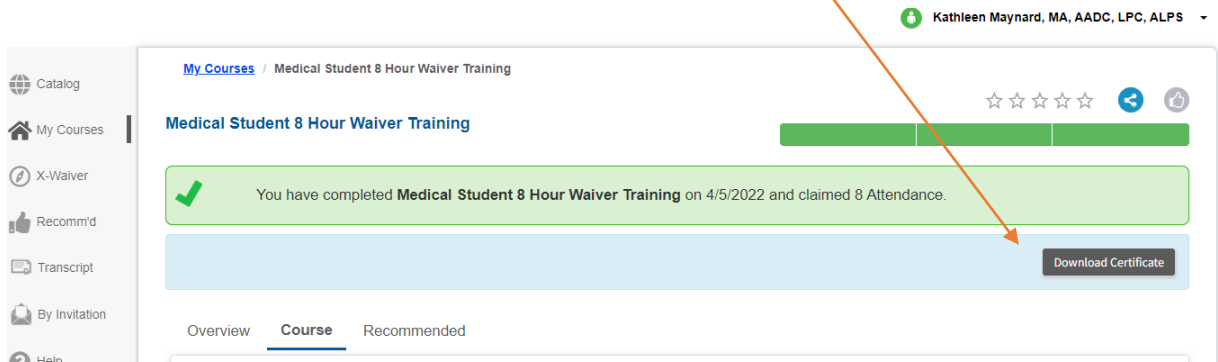 Kathleen Maynard, MA, AADC, LPC, ALPS
Catalog
My Courses
X-Waiver
Recomm'd
Transcript
By Invitation
Help
My Courses / Medical Student 8 Hour Waiver Training
Medical Student 8 Hour Waiver Training
You have completed Medical Student 8 Hour Waiver Training on 4/5/2022 and claimed 8 Attendance.
Download Certificate
Overview Course Recommended